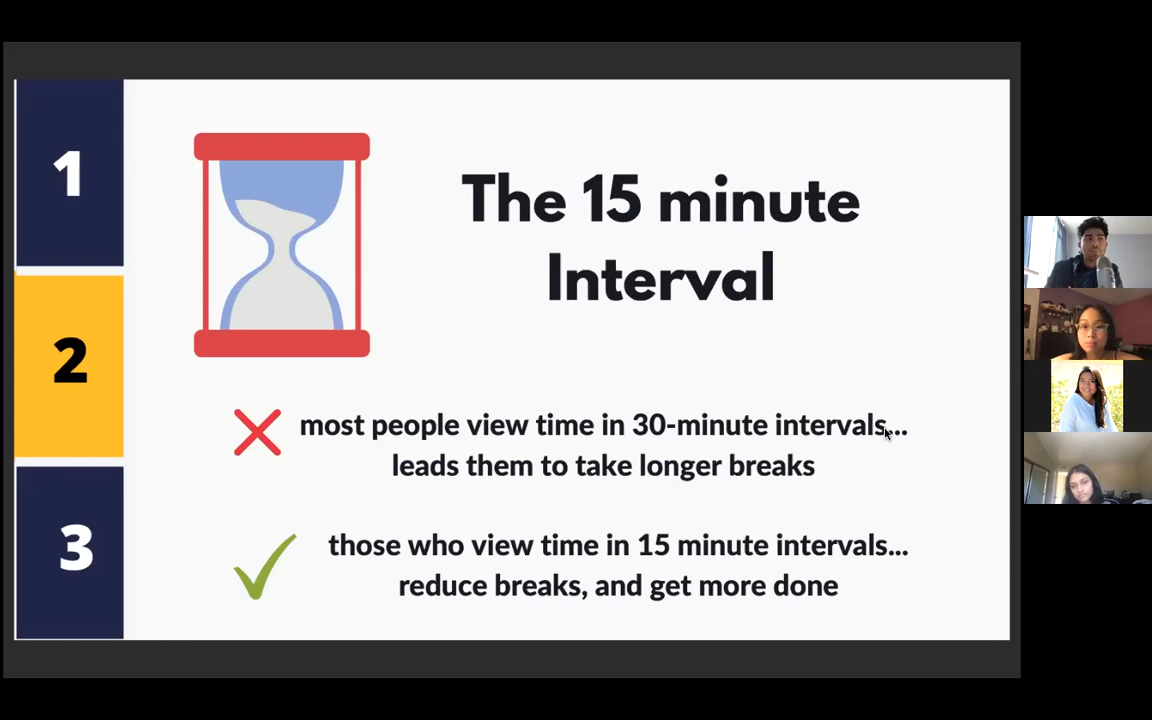 1
2
3
The 15 minute
Interval
most people view time in 30-minute intervals...
leads them to take longer breaks
those who view time in 15 minute intervals...
reduce breaks, and get more done